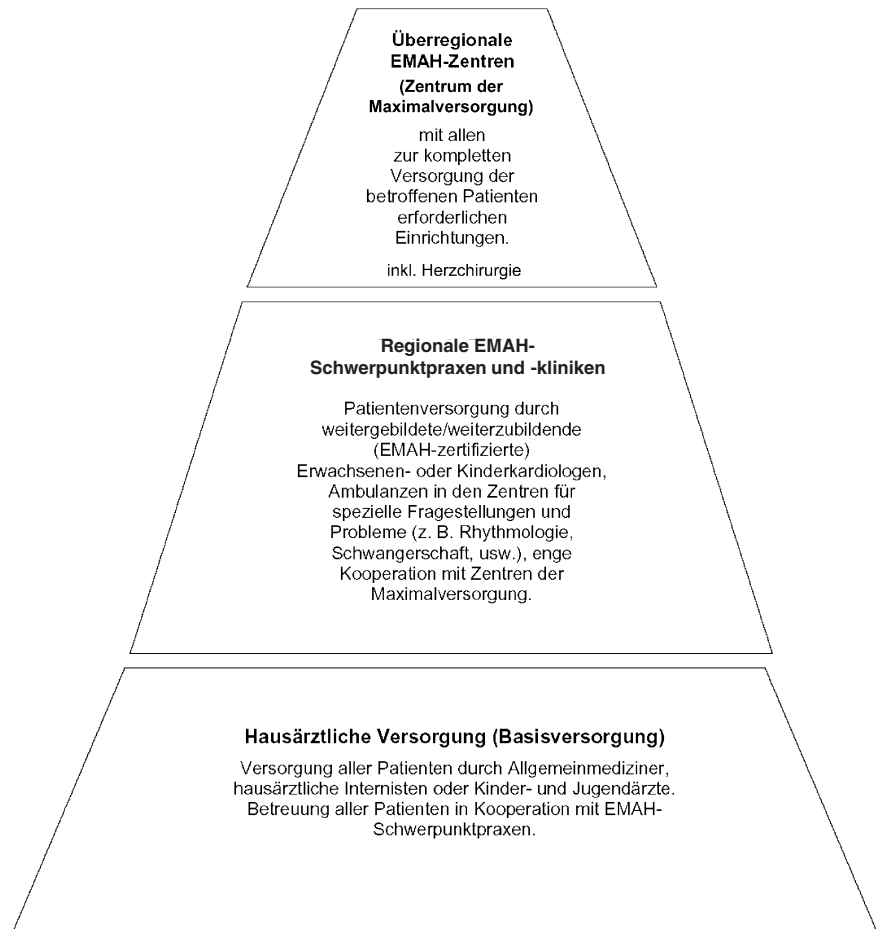 Überregionale
EMAH-Zentren
(Zentrum der
Maximalversorgung)
mit allen
zur kompletten
Versorgung der
betroffenen Patienten
erforderlichen
Einrichtungen.
inkl. Herzchirurgie
Regionale EMAH-
Schwerpunktpraxen und -kliniken
Patientenversorgung durch
weitergebildete/weiterzubildende
(EMAH-zertifizierte)
Erwachsenen- oder Kinderkardiologen,
Ambulanzen in den Zentren für
spezielle Fragestellungen und
Probleme (z. B. Rhythmologie,
Schwangerschaft, usw.), enge
Kooperation mit Zentren der
Maximalversorgung.
Hausärztliche Versorgung (Basisversorgung)
Versorgung aller Patienten durch Allgemeinmediziner,
hausärztliche Internisten oder Kinder- und Jugendärzte.
Betreuung aller Patienten in Kooperation mit EMAH-
Schwerpunktpraxen.